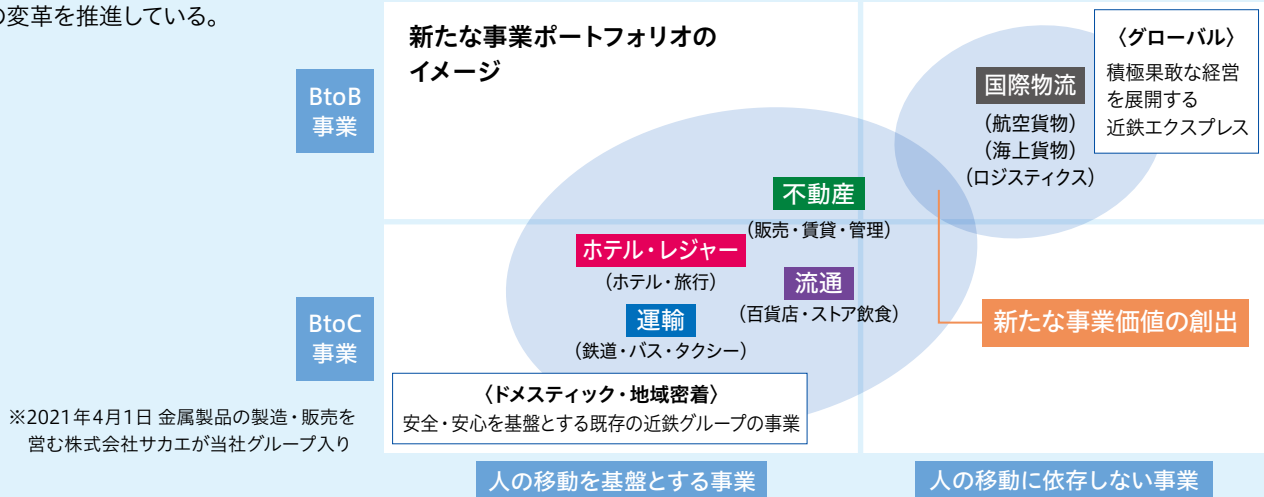 の変革を推進している。
新たな事業ポートフォリオの
イメージ
BtoB
事業
〈グローバル〉
積極果敢な経営
を展開する
近鉄エクスプレス
国際物流
（航空貨物）
（海上貨物）
（ロジスティクス）
不動産
（販売・賃貸・管理）
ホテル・レジャー
（ホテル・旅行）
流通
（百貨店・ストア飲食）
運輸
（鉄道・バス・タクシー）
新たな事業価値の創出
BtoC
事業
〈ドメスティック・地域密着〉
安全・安心を基盤とする既存の近鉄グループの事業
※2021年4月1日 金属製品の製造・販売を
営む株式会社サカエが当社グループ入り
人の移動を基盤とする事業
人の移動に依存しない事業